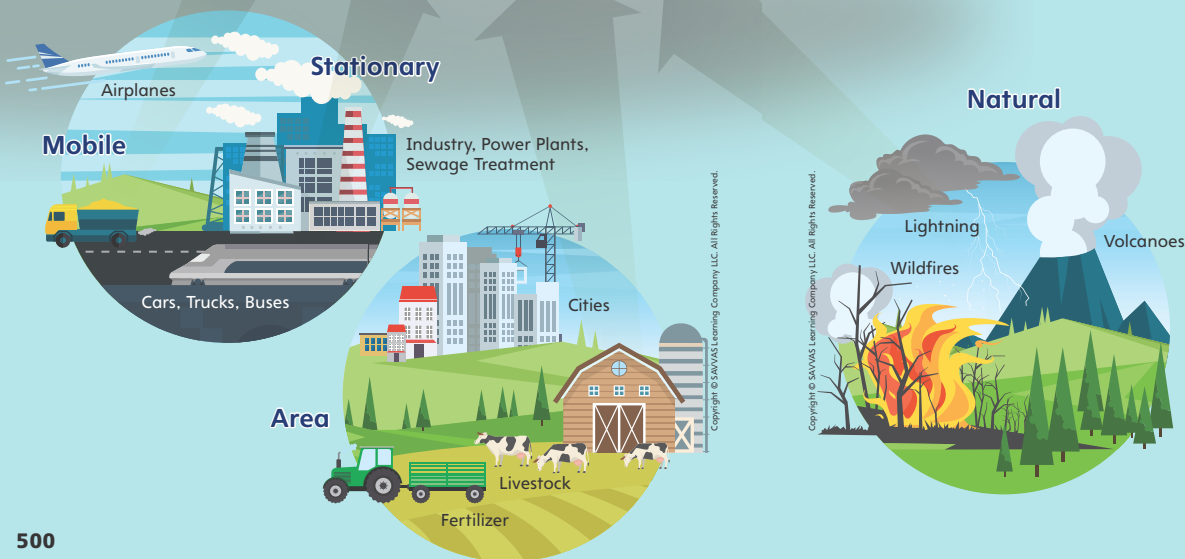 Stationary
Airplanes
Mobile
Industry, Power Plants,
Sewage Treatment
Cars, Trucks, Buses
Cities
Area
Livestock
Fertilizer
Copyright © SAVVAS Learning Company LLC. All Rights Reserved.
Copyright © SAVVAS Learning Company LLC. All Rights Reserved.
Natural
Lightning
Volcanoes
Wildfires
500